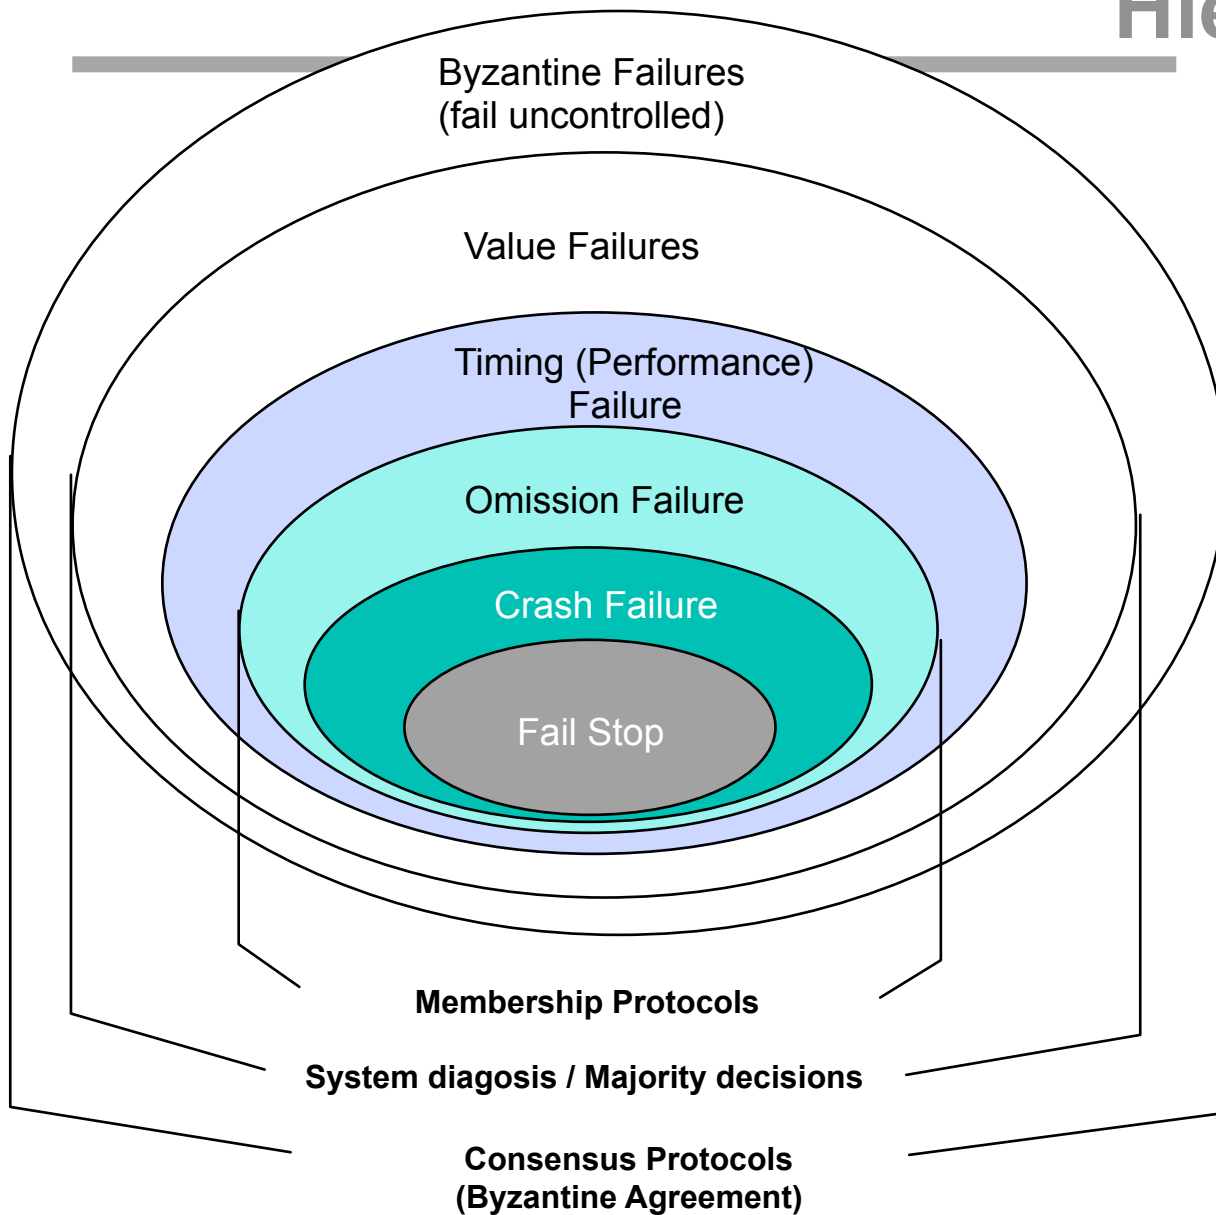 Byzantine Failures
(fail uncontrolled)
Value Failures
Timing (Performance)
Failure
Omission Failure
Crash Failure
Fail Stop
Membership Protocols
System diagosis / Majority decisions
Consensus Protocols
(Byzantine Agreement)